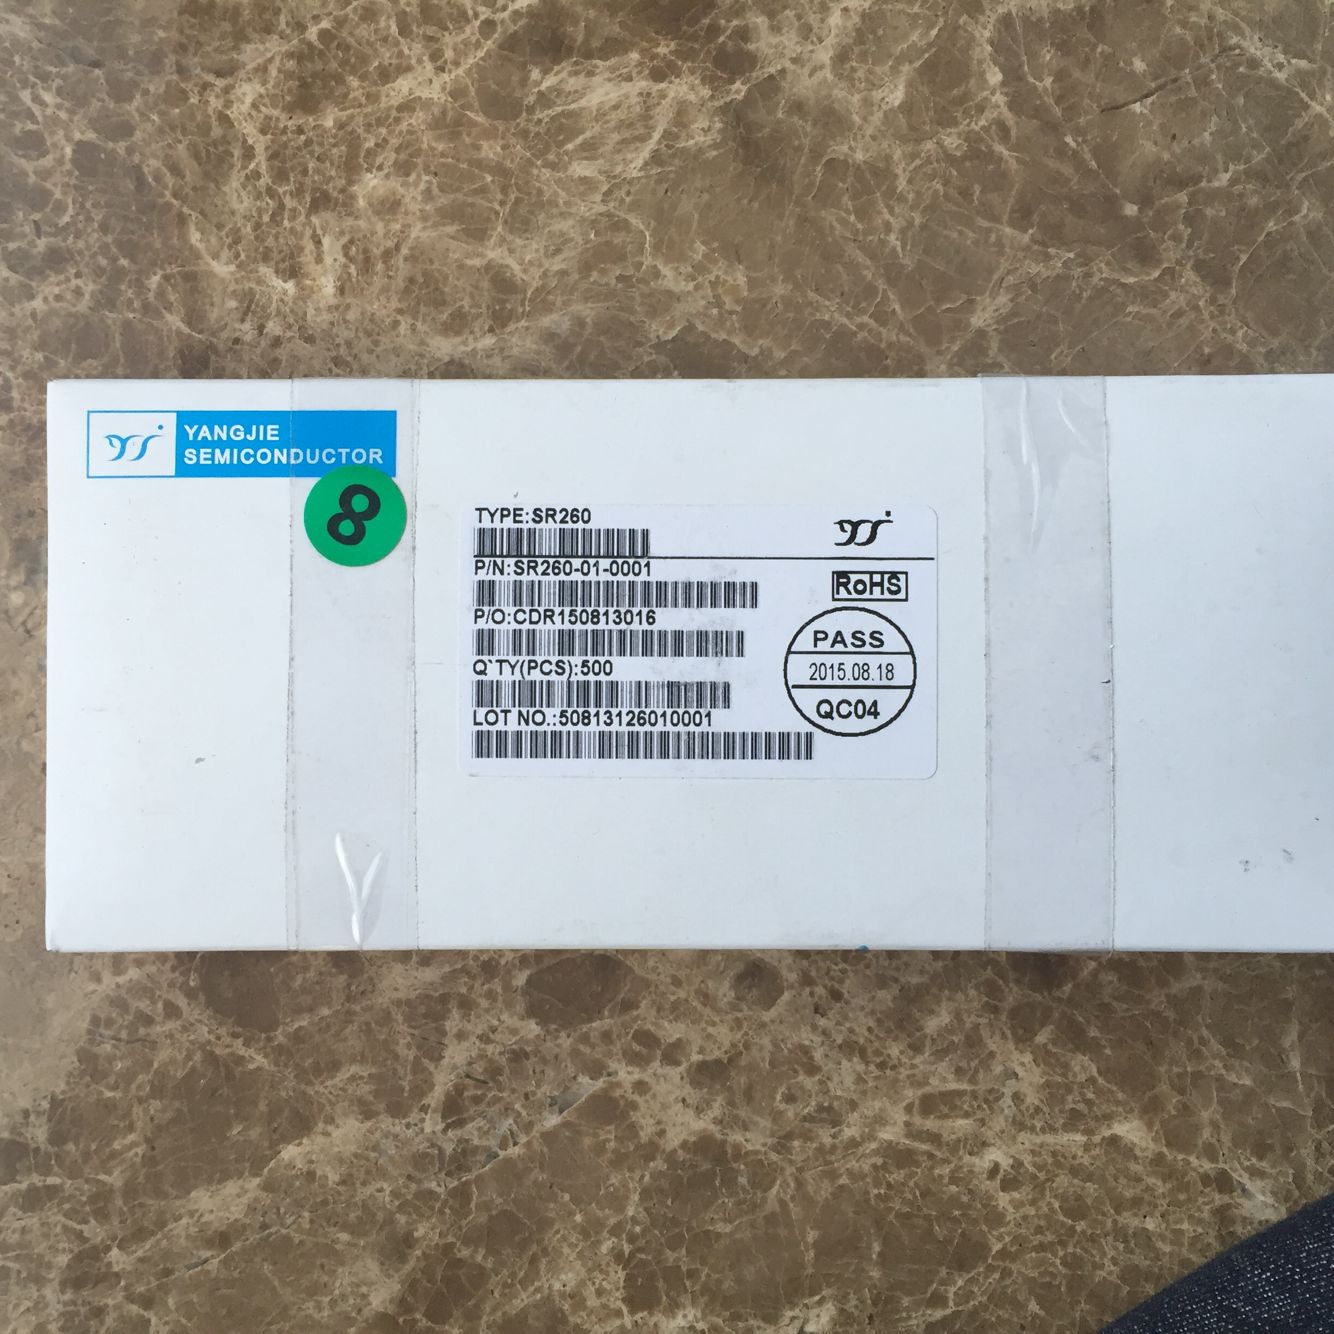 YANGJIE
SEMICONDUCTOR
8
TYPE:SR260
P/N:SR260-01-0001
P/O:CDR150813016
Q`TY(PCS):500
LOT NO.:50813126010001
RoHS
PASS
2015.08.18
QC04